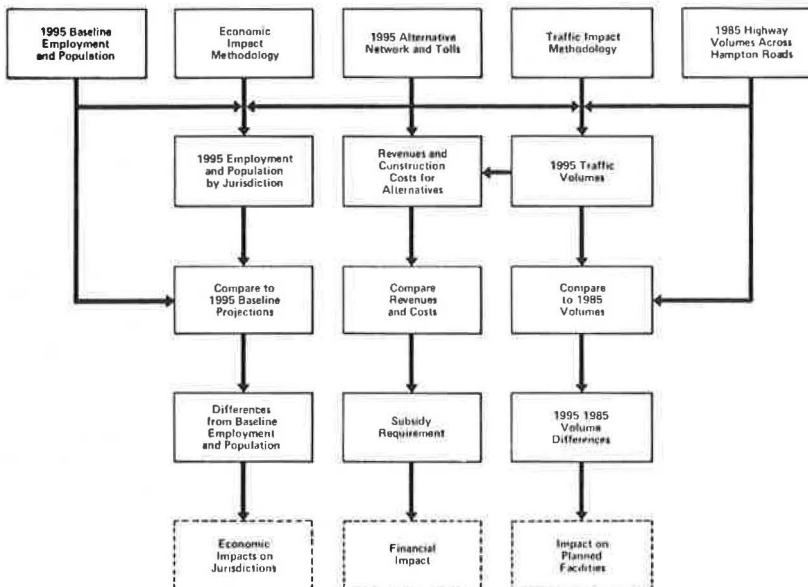 1995 Baseline
Employment
and Population
Economic
Impact
Methodology
1995 Alternative
Network and Tolls
Traffic Impact
Methodology
1985 Highway
Volumes Across
Hampton Roads
1995 Employment
and Population
by Jurisdiction
Revenues and
Construction
Costs for
Alternatives
1995 Traffic
Volumes
Compare to
1995 Baseline
Projections
Compare
Revenues
and Costs
Compare
to 1985
Volumes
Differences
from Baseline
Employment
and Population
Subsidy
Requirement
1995 1985
Volume
Differences
Economic
Impacts on
Jurisdictions
Financial
Impact
Impact on
Planned
Facilities